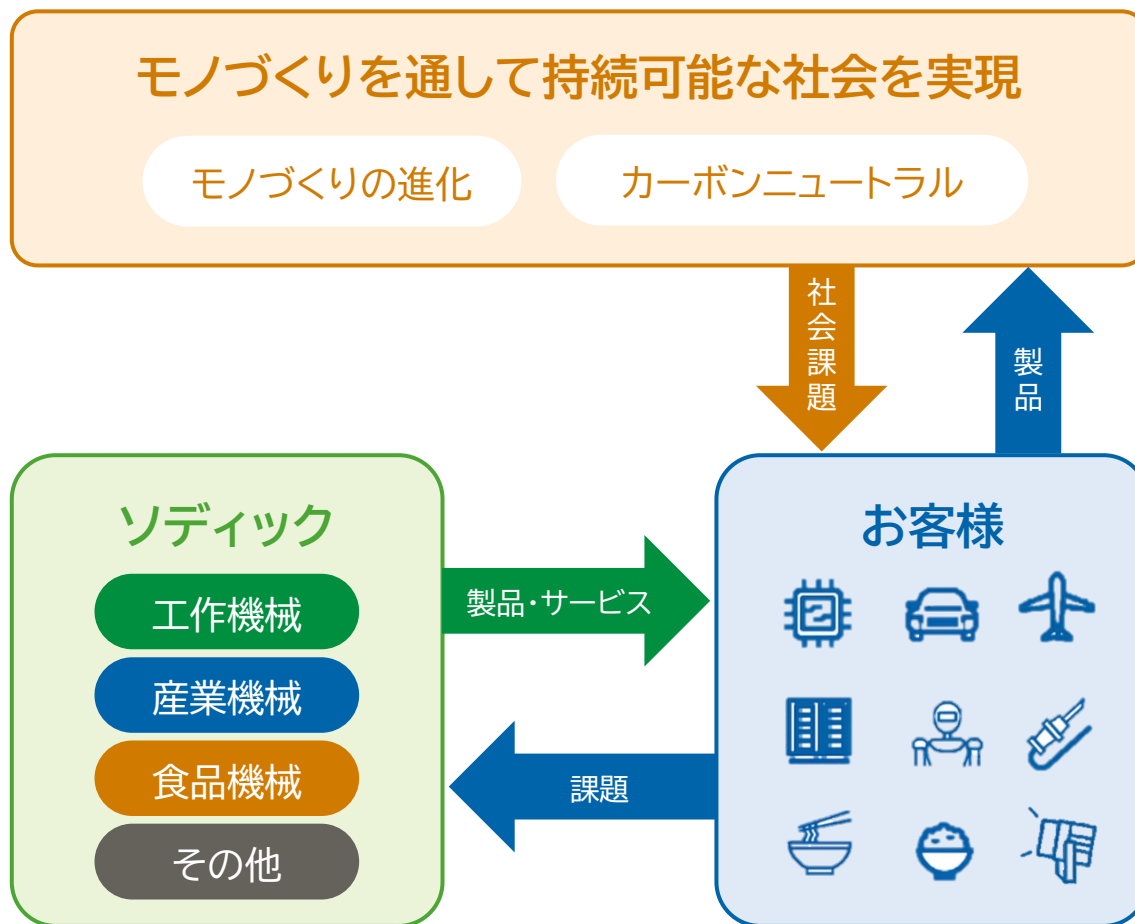 モノづくりを通して持続可能な社会を実現
モノづくりの進化
カーボンニュートラル
社会課題
製品
ソディック
工作機械
産業機械
食品機械
その他
製品・サービス
課題
お客様